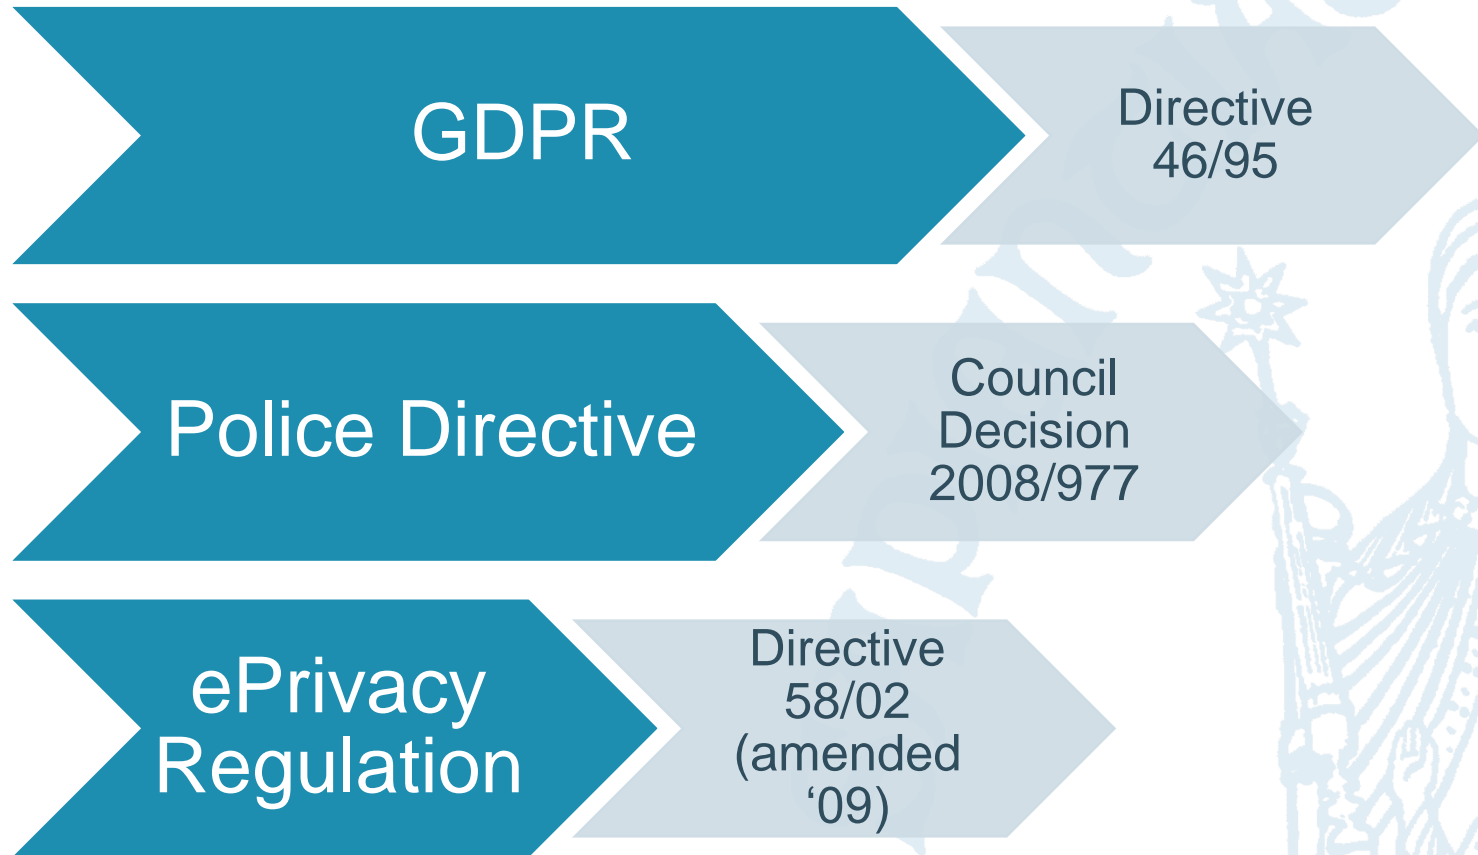 GDPR
Directive
46/95
Police Directive
Council
Decision
2008/977
ePrivacy
Regulation
Directive
58/02
(amended
‘09)